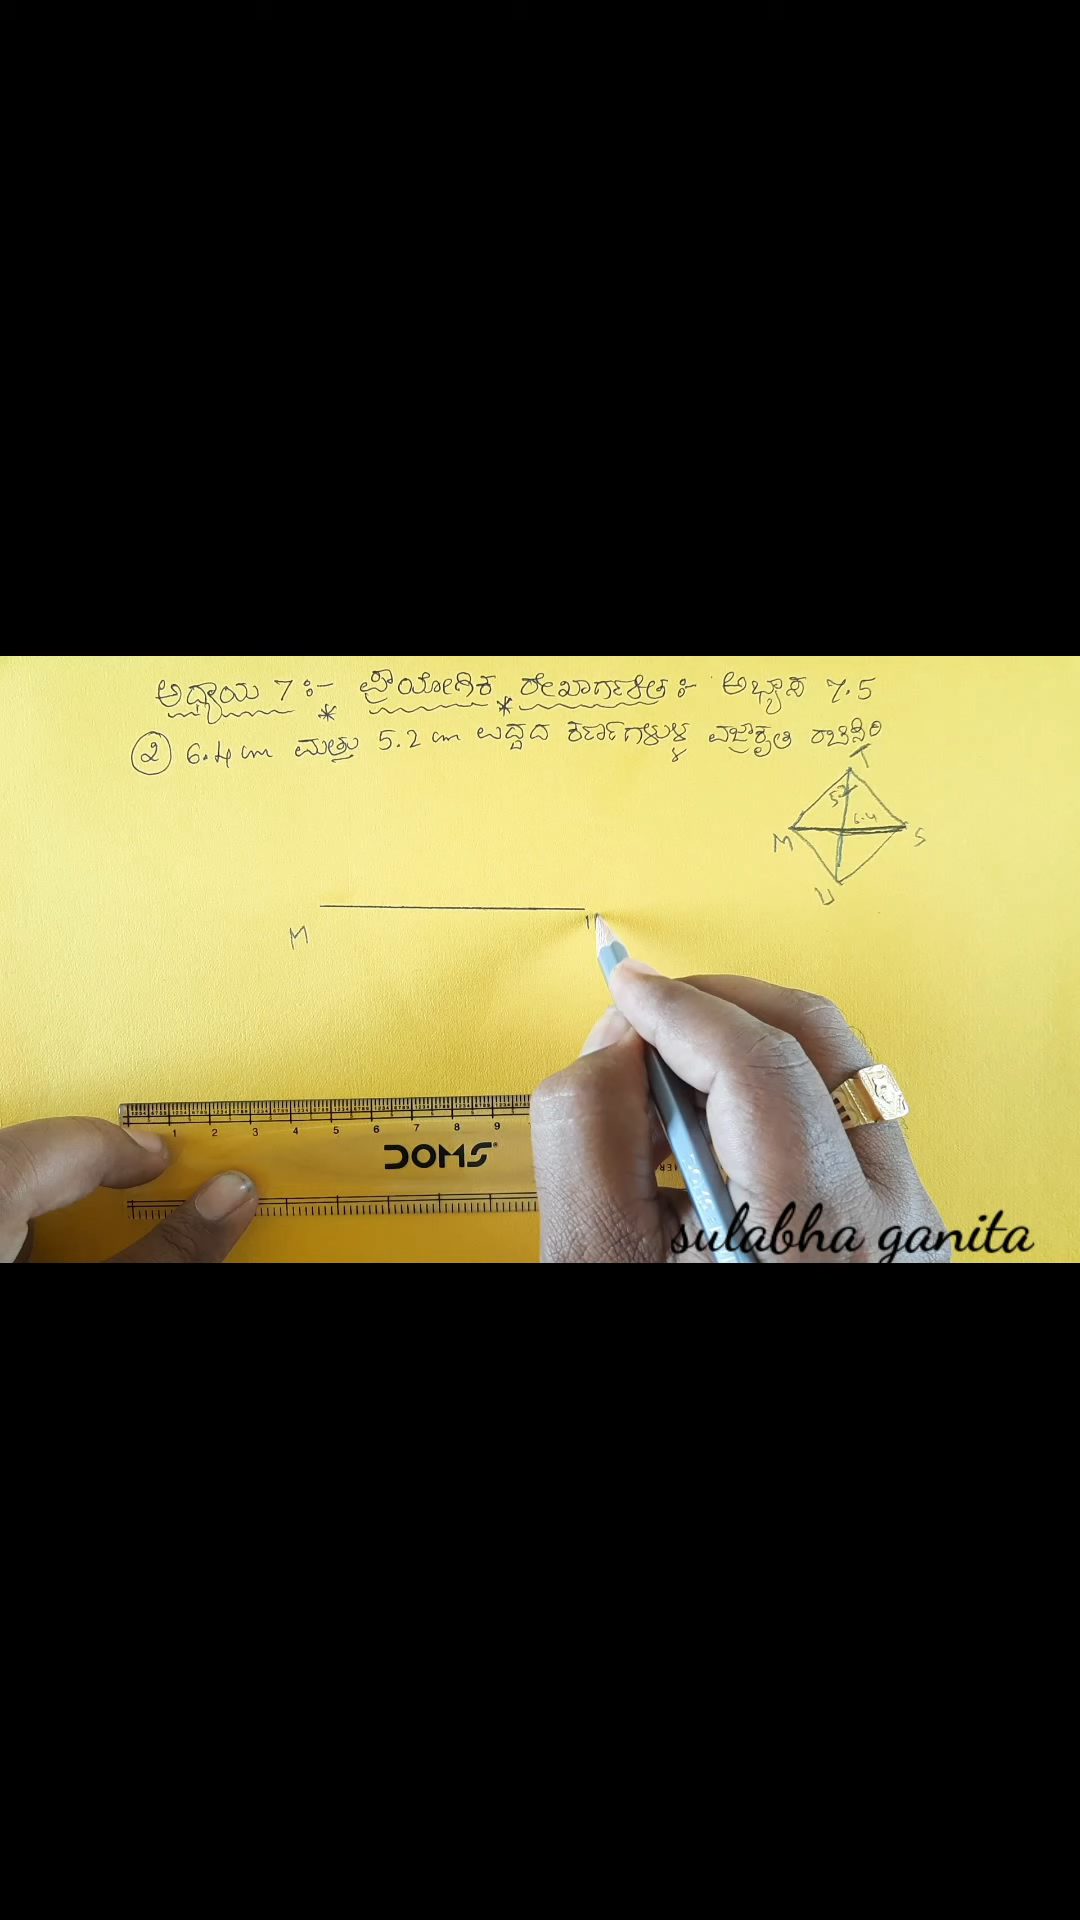 ಅಧ್ಯಾಯ 7 :- ಪ್ರಾಯೋಗಿಕ ರೇಖಾಗಣಿತ :- ಅಭ್ಯಾಸ 7.5
② 6.4 cm ಮತ್ತು 5.2 cm ಉದ್ದದ ಕರ್ಣಗಳುಳ್ಳ ವಜ್ರಾಕೃತಿ ರಚಿಸಿರಿ
T
5.2
6.4
M S
U
M
1 2 3 4 5 6 7 8 9
DOMS
sulabha ganita